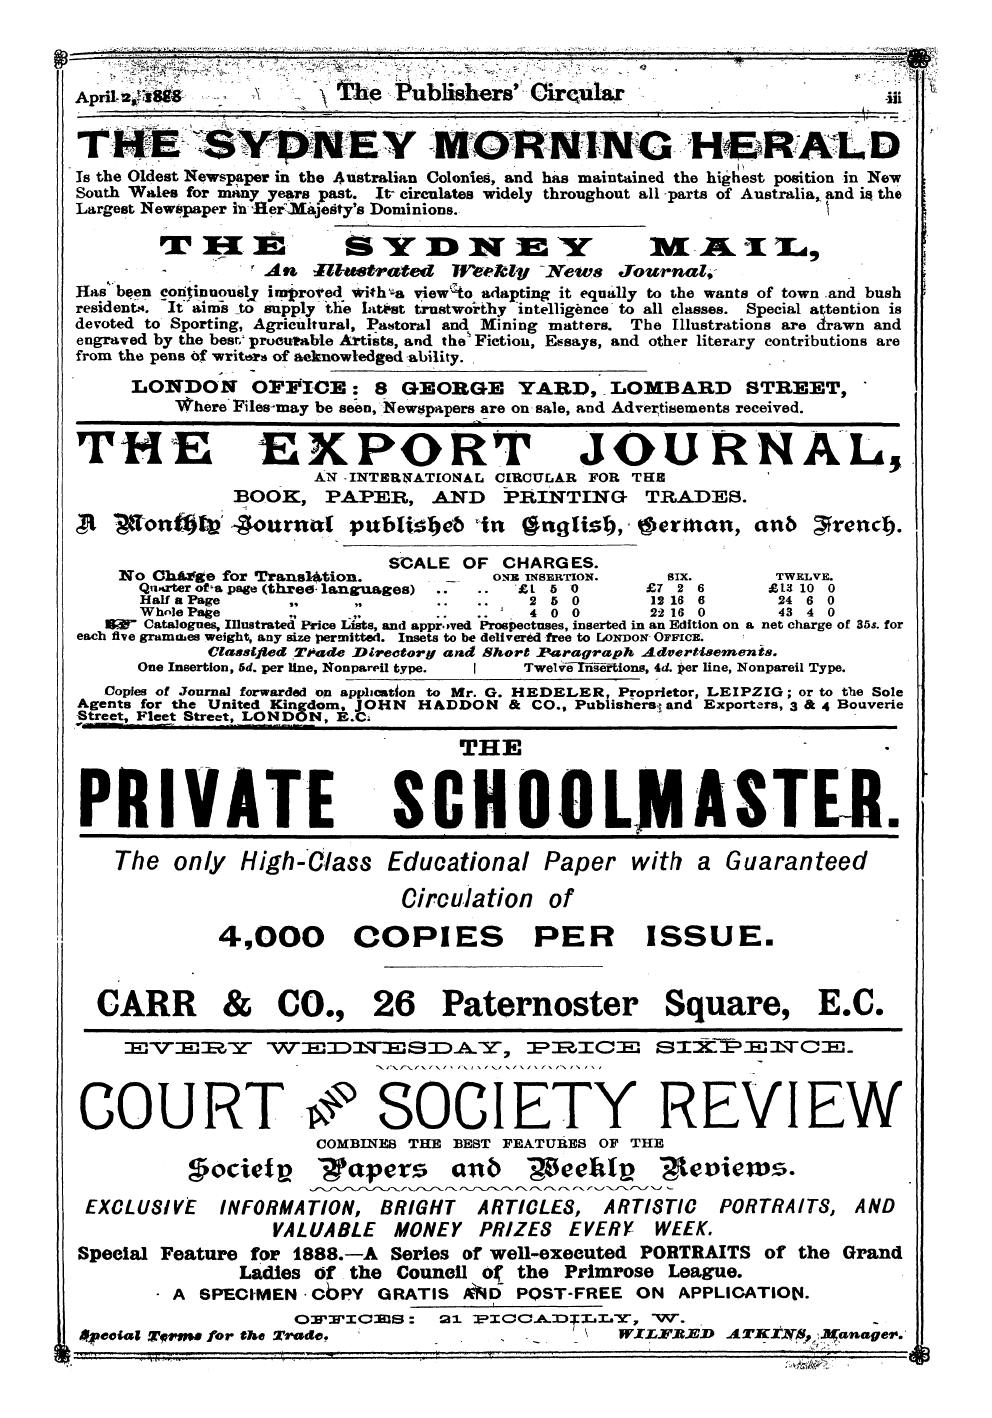 April 2, 1888 The Publishers' Circular iii
THE SYDNEY MORNING HERALD
Is the Oldest Newspaper in the Australian Colonies, and has maintained the highest position in New
South Wales for many years past. It circulates widely throughout all parts of Australia, and is the
Largest Newspaper in Her Majesty's Dominions.
THE SYDNEY MAIL,
An Illustrated Weekly News Journal,
Has been continuously improved with a view to adapting it equally to the wants of town and bush
residents. It aims to supply the latest trustworthy intelligence to all classes. Special attention is
devoted to Sporting, Agricultural, Pastoral and Mining matters. The Illustrations are drawn and
engraved by the best procurable Artists, and the Fiction, Essays, and other literary contributions are
from the pens of writers of acknowledged ability.
LONDON OFFICE: 8 GEORGE YARD, LOMBARD STREET,
Where Files may be seen, Newspapers are on sale, and Advertisements received.
THE EXPORT JOURNAL,
AN INTERNATIONAL CIRCULAR FOR THE
BOOK, PAPER, AND PRINTING TRADES.
A Monthly Journal published in English, German, and French.
SCALE OF CHARGES.
No Charge for Translation. ONE INSERTION. SIX. TWELVE.
Quarter of a page (three languages) .. .. £1 5 0 £7 2 6 £13 10 0
Half a Page „ „ .. .. 2 5 0 12 16 6 24 6 0
Whole Page „ „ .. .. 4 0 0 22 16 0 43 4 0
☞ Catalogues, Illustrated Price Lists, and approved Prospectuses, inserted in an Edition on a net charge of 35s. for
each five grammes weight, any size permitted. Insets to be delivered free to LONDON OFFICE.
Classified Trade Directory and Short Paragraph Advertisements.
One Insertion, 5d. per line, Nonpareil type. | Twelve Insertions, 4d. per line, Nonpareil Type.
Copies of Journal forwarded on application to Mr. G. HEDELER, Proprietor, LEIPZIG; or to the Sole
Agents for the United Kingdom, JOHN HADDON & CO., Publishers and Exporters, 3 & 4 Bouverie
Street, Fleet Street, LONDON, E.C.
THE
PRIVATE SCHOOLMASTER.
The only High-Class Educational Paper with a Guaranteed
Circulation of
4,000 COPIES PER ISSUE.
CARR & CO., 26 Paternoster Square, E.C.
EVERY WEDNESDAY, PRICE SIXPENCE.
COURT AND SOCIETY REVIEW
COMBINES THE BEST FEATURES OF THE
Society Papers and Weekly Reviews.
EXCLUSIVE INFORMATION, BRIGHT ARTICLES, ARTISTIC PORTRAITS, AND
VALUABLE MONEY PRIZES EVERY WEEK.
Special Feature for 1888.—A Series of well-executed PORTRAITS of the Grand
Ladies of the Council of the Primrose League.
A SPECIMEN COPY GRATIS AND POST-FREE ON APPLICATION.
OFFICES: 21 PICCADILLY, W.
Special Terms for the Trade. WILFRED ATKINS, Manager.